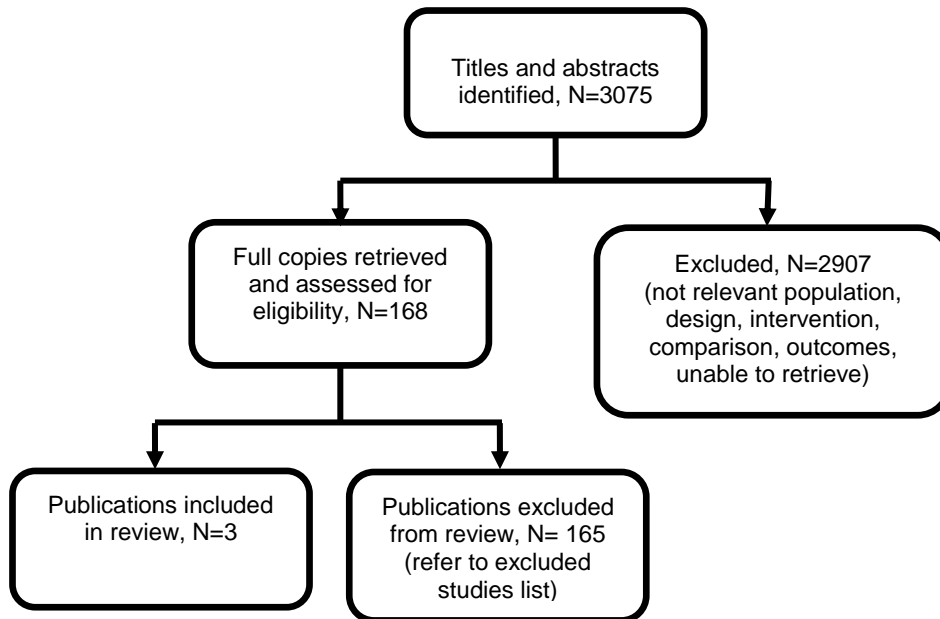 Titles and abstracts
identified, N=3075
Full copies retrieved
and assessed for
eligibility, N=168
Excluded, N=2907
(not relevant population,
design, intervention,
comparison, outcomes,
unable to retrieve)
Publications included
in review, N=3
Publications excluded
from review, N= 165
(refer to excluded
studies list)